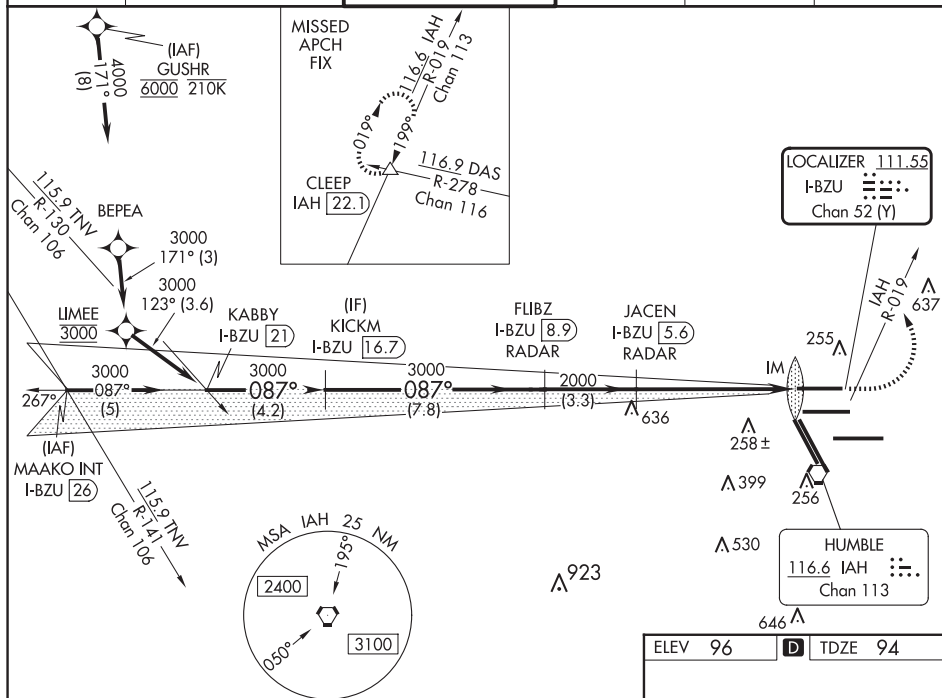 (IAF)
GUSHR
6000 210K
4000
171°
(8)
MISSED
APCH
FIX
116.6 IAH
R-019
Chan 113
019°
199°
116.9 DAS
R-278
Chan 116
CLEEP
IAH 22.1
LOCALIZER 111.55
I-BZU
Chan 52 (Y)
115.9 TNV
R-130
Chan 106
BEPEA
3000
171° (3)
3000
123° (3.6)
LIMEE
3000
KABBY
I-BZU 21
(IF)
KICKM
I-BZU 16.7
FLIBZ
I-BZU 8.9
RADAR
JACEN
I-BZU 5.6
RADAR
IAH
R-019
637
255
IM
267°
3000
087°
(5)
3000
087°
(4.2)
3000
087°
(7.8)
2000
(3.3)
636
258 ±
399
256
(IAF)
MAAKO INT
I-BZU 26
115.9 TNV
R-141
Chan 106
MSA IAH 25 NM
195°
2400
3100
050°
923
530
HUMBLE
116.6 IAH
Chan 113
646
ELEV 96 D TDZE 94